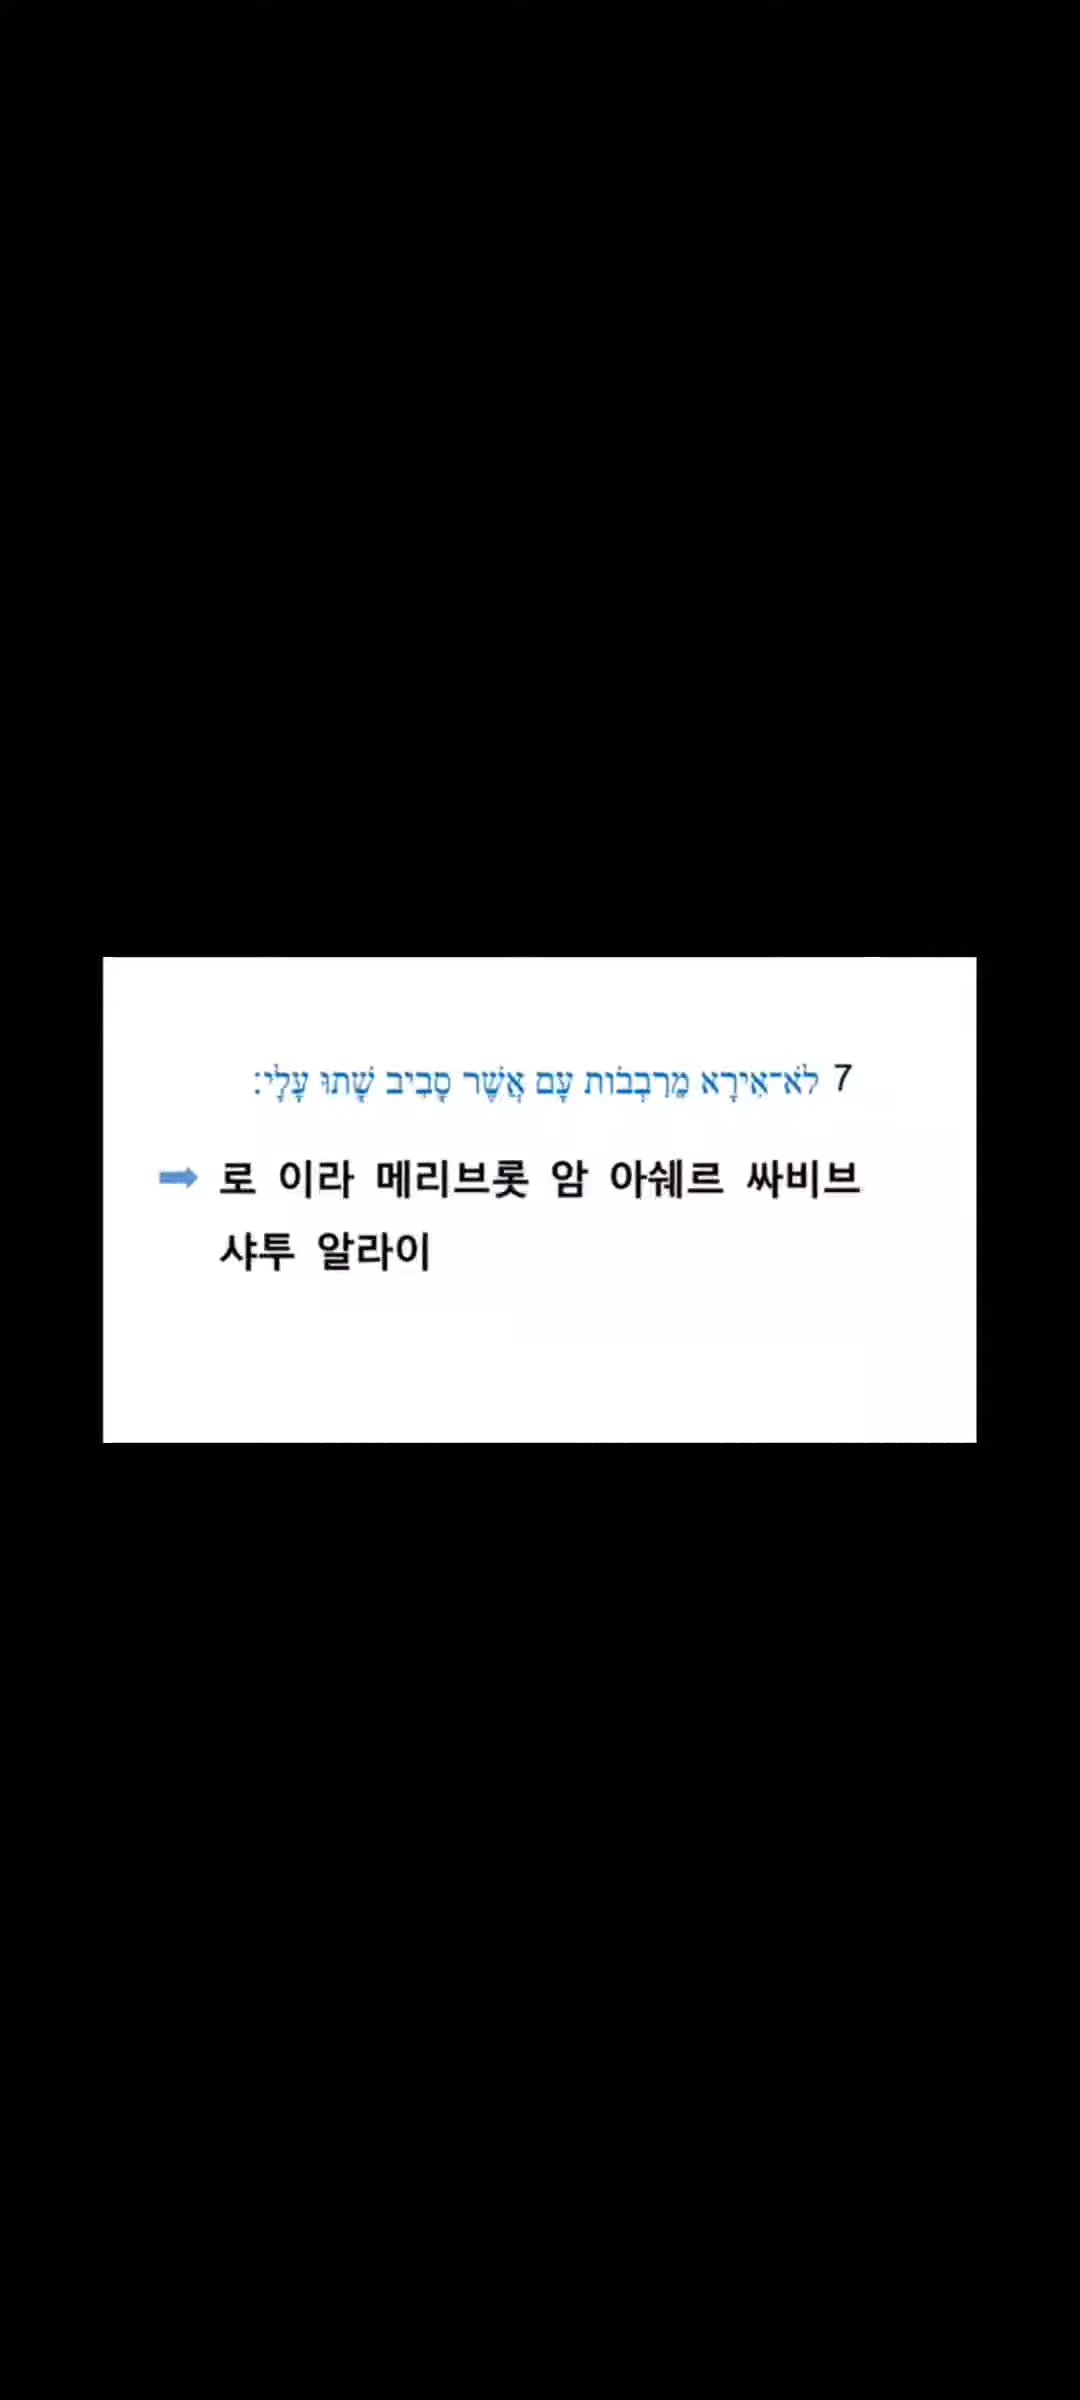 7 לֹא־אִירָא מֵרִבְבוֹת עָם אֲשֶׁר סָבִיב שָׁתוּ עָלָי׃
➡ 로 이라 메리브롯 암 아쉐르 싸비브
샤투 알라이